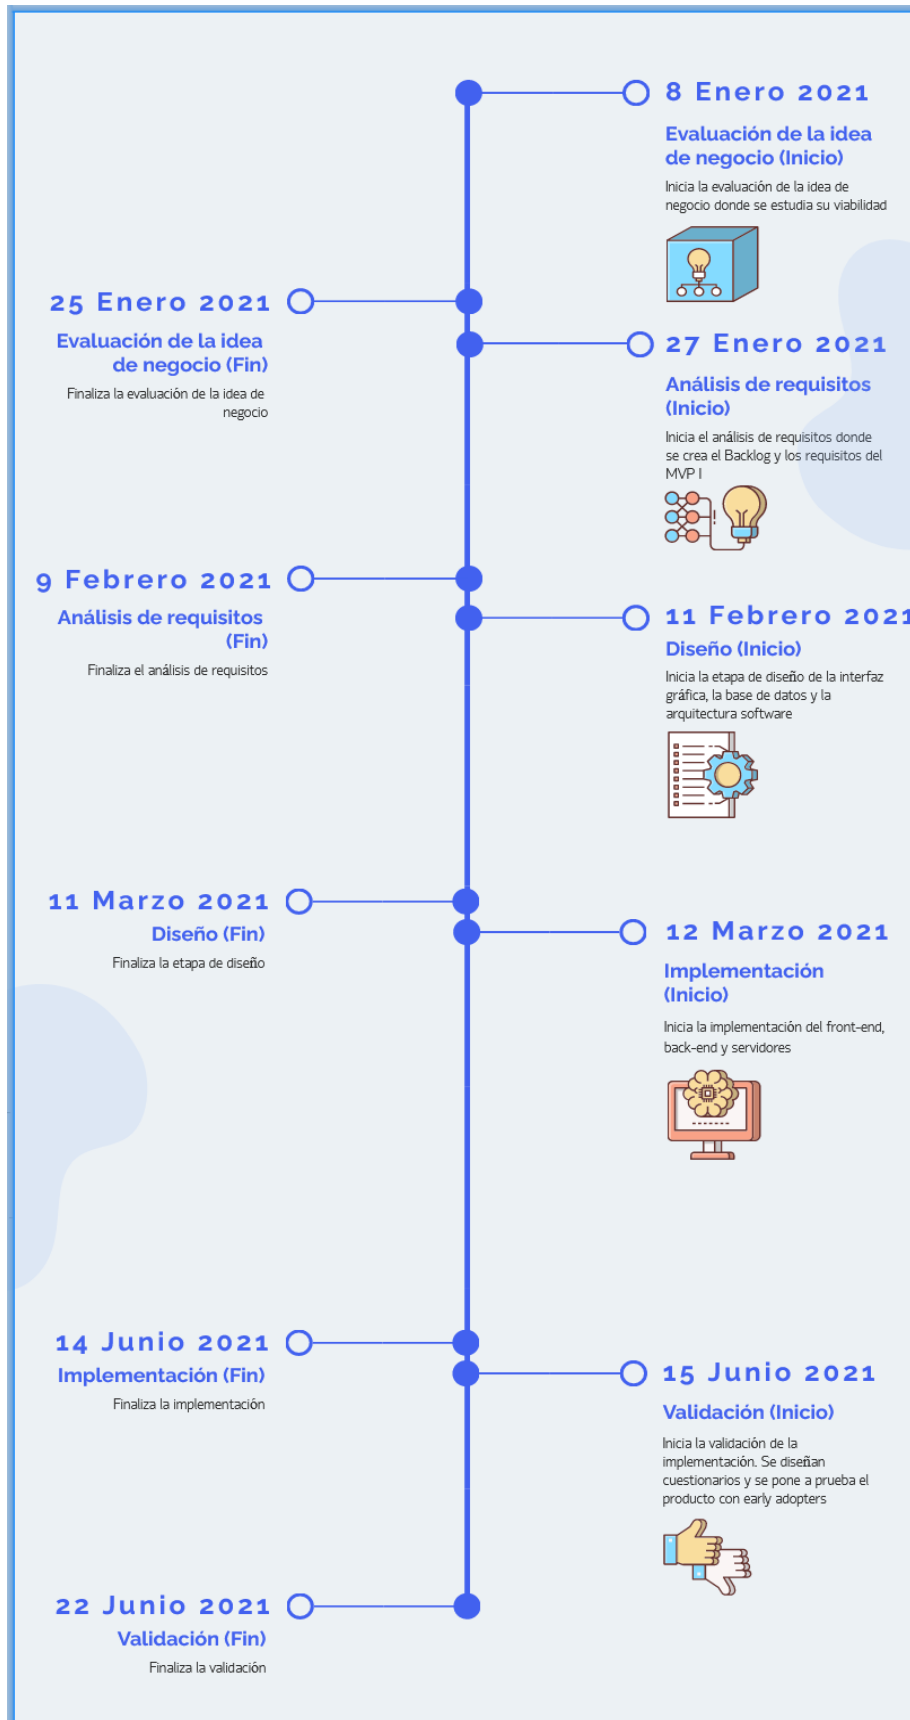 8 Enero 2021
Evaluación de la idea
de negocio (Inicio)
Inicia la evaluación de la idea de
negocio donde se estudia su viabilidad
25 Enero 2021
Evaluación de la idea
de negocio (Fin)
Finaliza la evaluación de la idea de
negocio
27 Enero 2021
Análisis de requisitos
(Inicio)
Inicia el análisis de requisitos donde
se crea el Backlog y los requisitos del
MVP I
9 Febrero 2021
Análisis de requisitos
(Fin)
Finaliza el análisis de requisitos
11 Febrero 2021
Diseño (Inicio)
Inicia la etapa de diseño de la interfaz
gráfica, la base de datos y la
arquitectura software
11 Marzo 2021
Diseño (Fin)
Finaliza la etapa de diseño
12 Marzo 2021
Implementación
(Inicio)
Inicia la implementación del front-end,
back-end y servidores
14 Junio 2021
Implementación (Fin)
Finaliza la implementación
15 Junio 2021
Validación (Inicio)
Inicia la validación de la
implementación. Se diseñan
cuestionarios y se pone a prueba el
producto con early adopters
22 Junio 2021
Validación (Fin)
Finaliza la validación